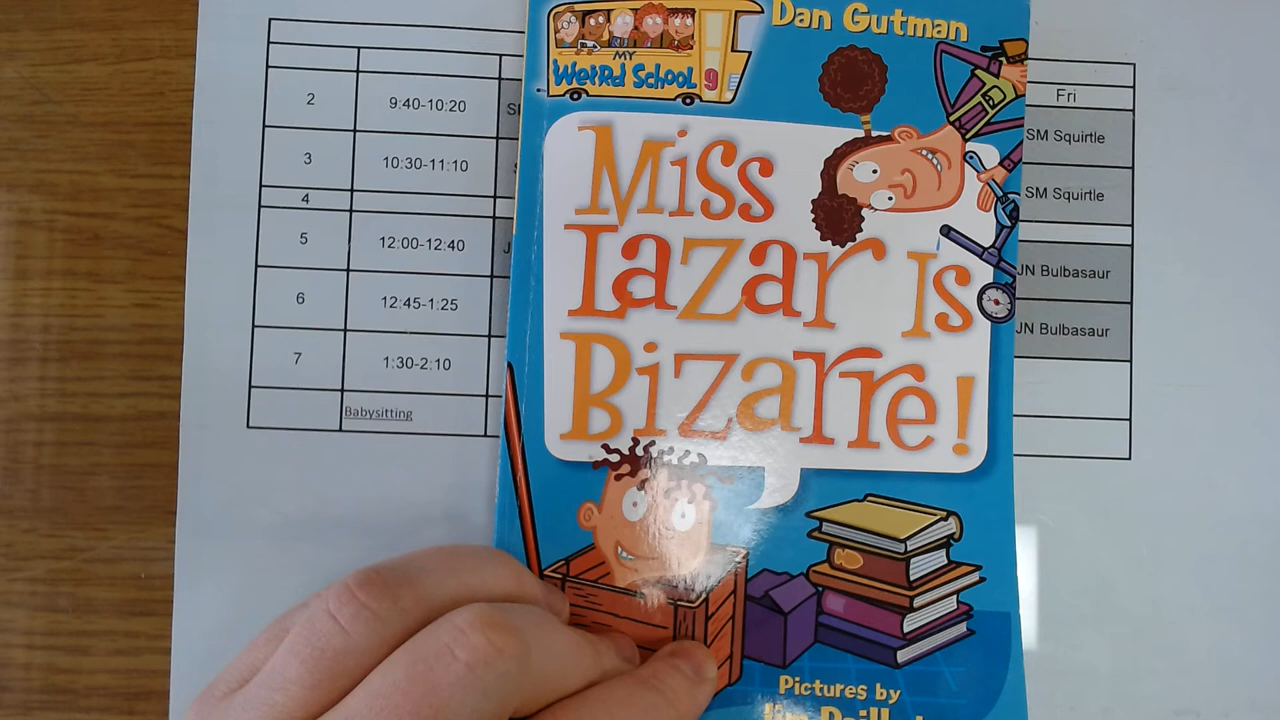 Dan Gutman
MY
Weird School 9
Miss
Lazar Is
Bizarre!
Pictures by
Fri
2 9:40-10:20 SM Squirtle
3 10:30-11:10 SM Squirtle
4
5 12:00-12:40 JN Bulbasaur
6 12:45-1:25 JN Bulbasaur
7 1:30-2:10
Babysitting